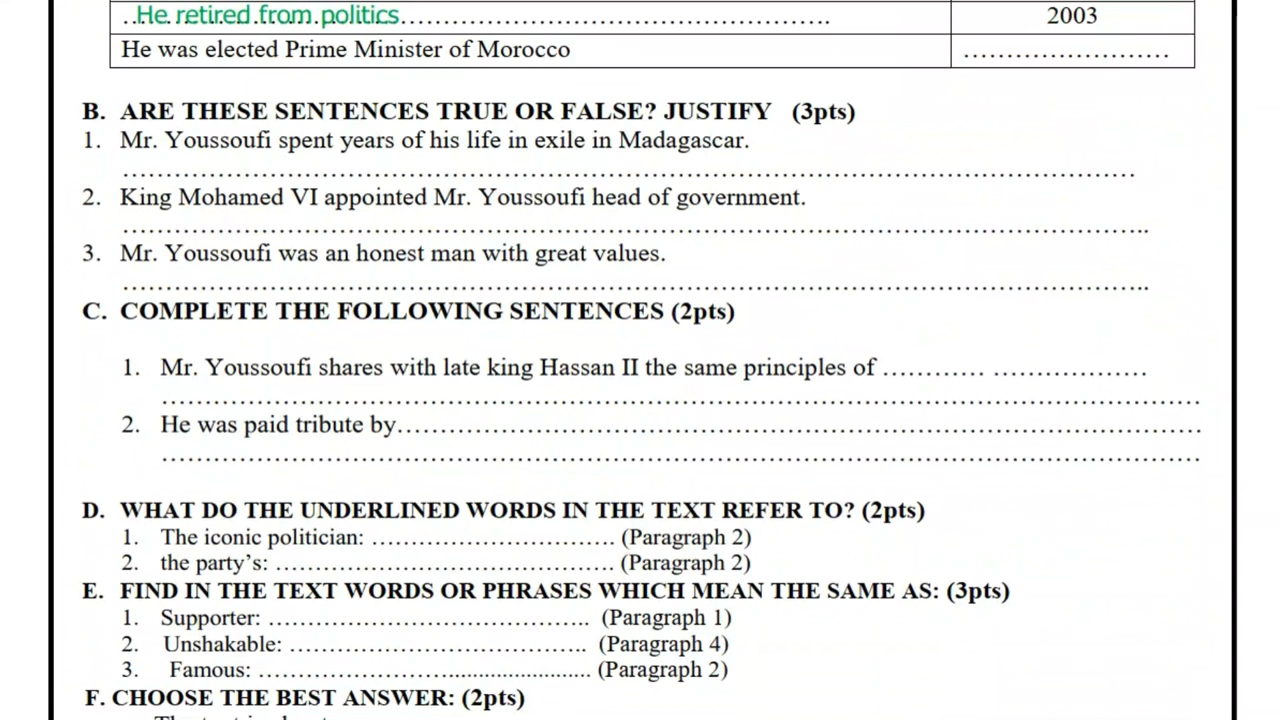 He retired from politics………………………………………. 2003
He was elected Prime Minister of Morocco ……………………
B. ARE THESE SENTENCES TRUE OR FALSE? JUSTIFY (3pts)
1. Mr. Youssoufi spent years of his life in exile in Madagascar.
………………………………………………………………………………………
2. King Mohamed VI appointed Mr. Youssoufi head of government.
………………………………………………………………………………………..
3. Mr. Youssoufi was an honest man with great values.
………………………………………………………………………………………..
C. COMPLETE THE FOLLOWING SENTENCES (2pts)
1. Mr. Youssoufi shares with late king Hassan II the same principles of ………… ………………
………………………………………………………………………………………
2. He was paid tribute by………………………………………………………………
………………………………………………………………………………………
D. WHAT DO THE UNDERLINED WORDS IN THE TEXT REFER TO? (2pts)
1. The iconic politician: ………………………… (Paragraph 2)
2. the party’s: ………………………………… (Paragraph 2)
E. FIND IN THE TEXT WORDS OR PHRASES WHICH MEAN THE SAME AS: (3pts)
1. Supporter: ………………………………….. (Paragraph 1)
2. Unshakable: ……………………………….. (Paragraph 4)
3. Famous: …………………......................... (Paragraph 2)
F. CHOOSE THE BEST ANSWER: (2pts)